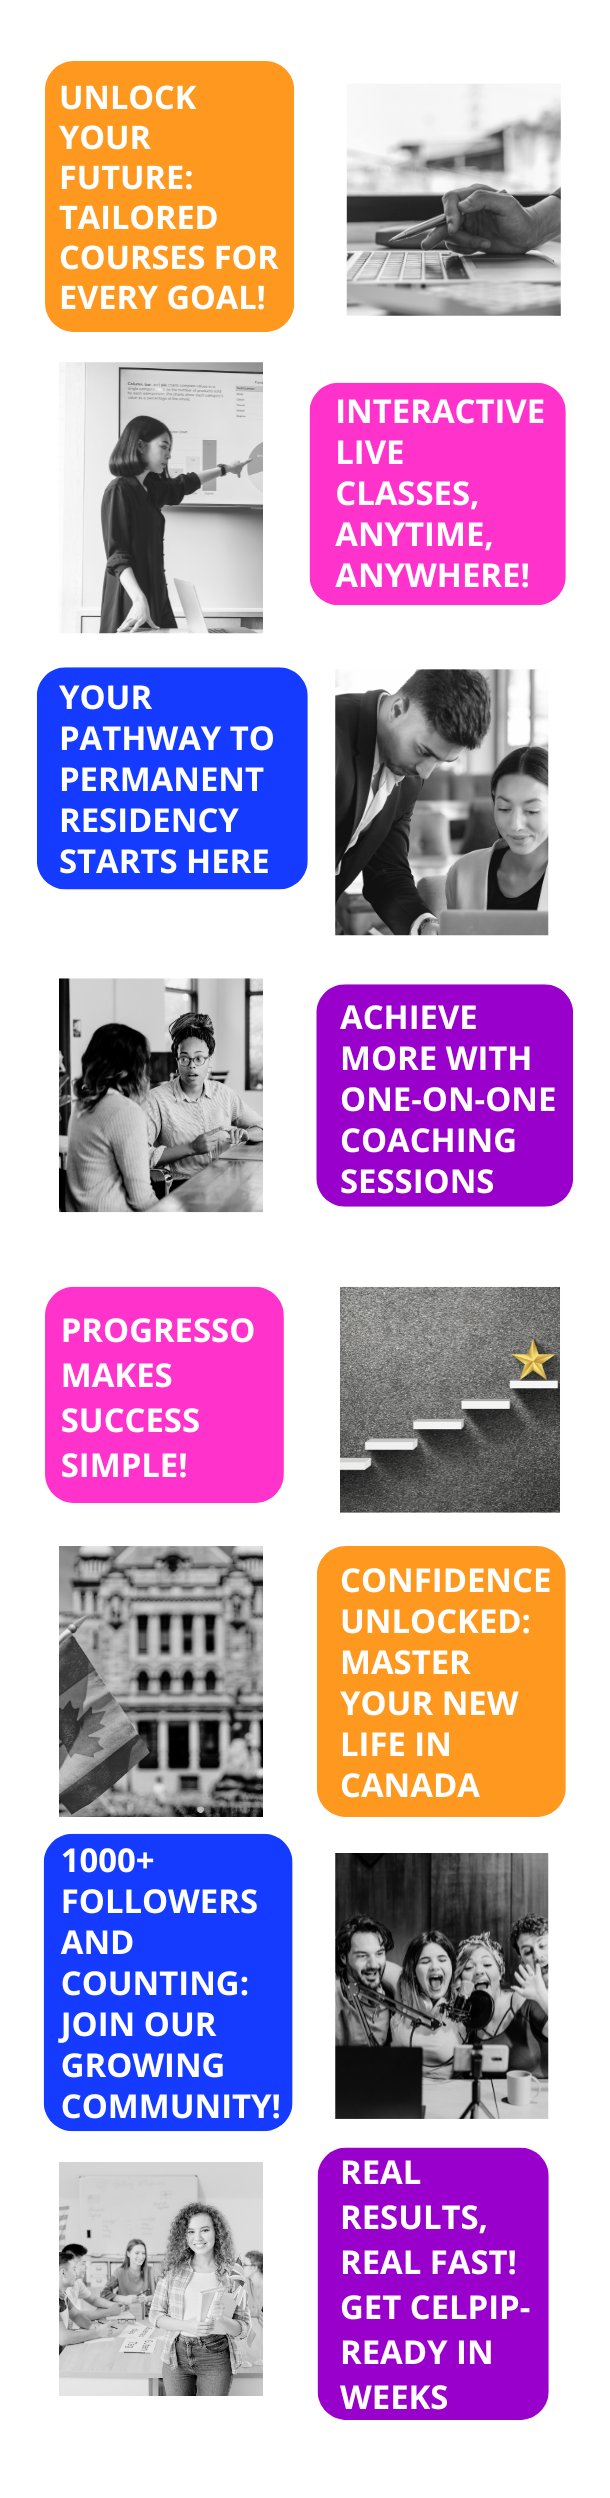 UNLOCK
YOUR
FUTURE:
TAILORED
COURSES FOR
EVERY GOAL!
INTERACTIVE
LIVE
CLASSES,
ANYTIME,
ANYWHERE!
YOUR
PATHWAY TO
PERMANENT
RESIDENCY
STARTS HERE
ACHIEVE
MORE WITH
ONE-ON-ONE
COACHING
SESSIONS
PROGRESSO
MAKES
SUCCESS
SIMPLE!
CONFIDENCE
UNLOCKED:
MASTER
YOUR NEW
LIFE IN
CANADA
1000+
FOLLOWERS
AND
COUNTING:
JOIN OUR
GROWING
COMMUNITY!
REAL
RESULTS,
REAL FAST!
GET CELPIP-
READY IN
WEEKS